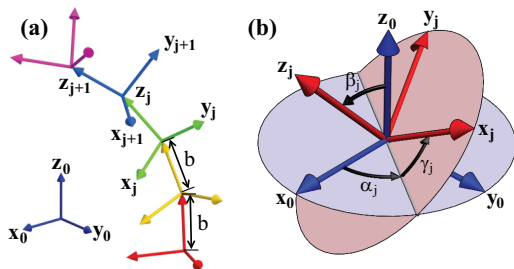 (a)
y_{j+1}
z_{j+1}
z_j
x_{j+1}
y_j
b
x_j
z_0
b
x_0
y_0
(b)
z_0
y_j
z_j
β_j
x_j
γ_j
α_j
x_0
y_0